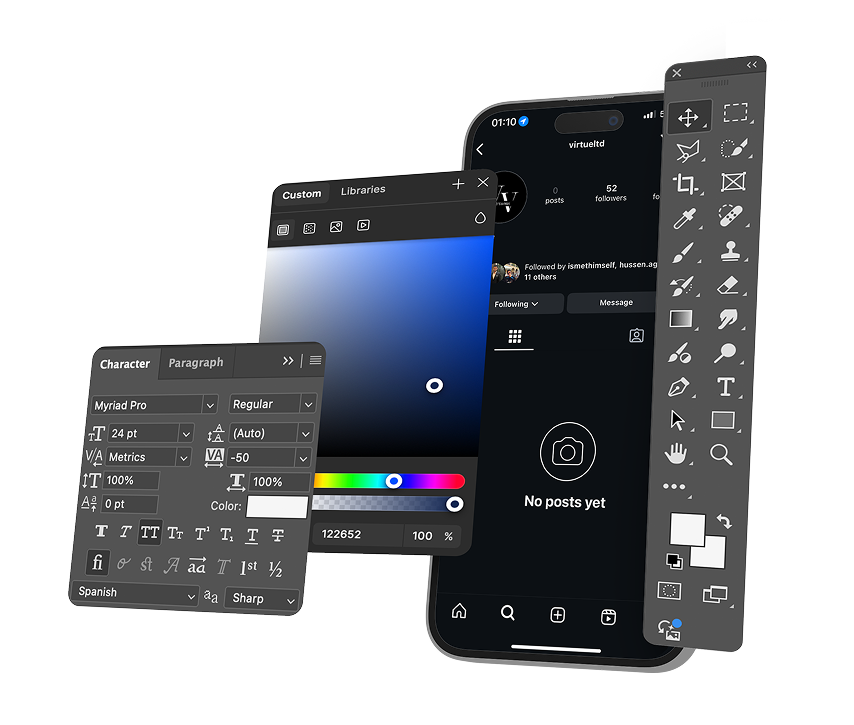 01:10
virtueltd
0
posts
52
followers
fo
Followed by ismethimself, hussen.ag
11 others
Following
Message
No posts yet
Custom
Libraries
122652
100 %
Character
Paragraph
Myriad Pro
Regular
24 pt
(Auto)
Metrics
-50
100%
100%
0 pt
Color:
T T TT Tt T¹ T₁ T T
fi st A aa T 1st ½
Spanish
aa
Sharp
T